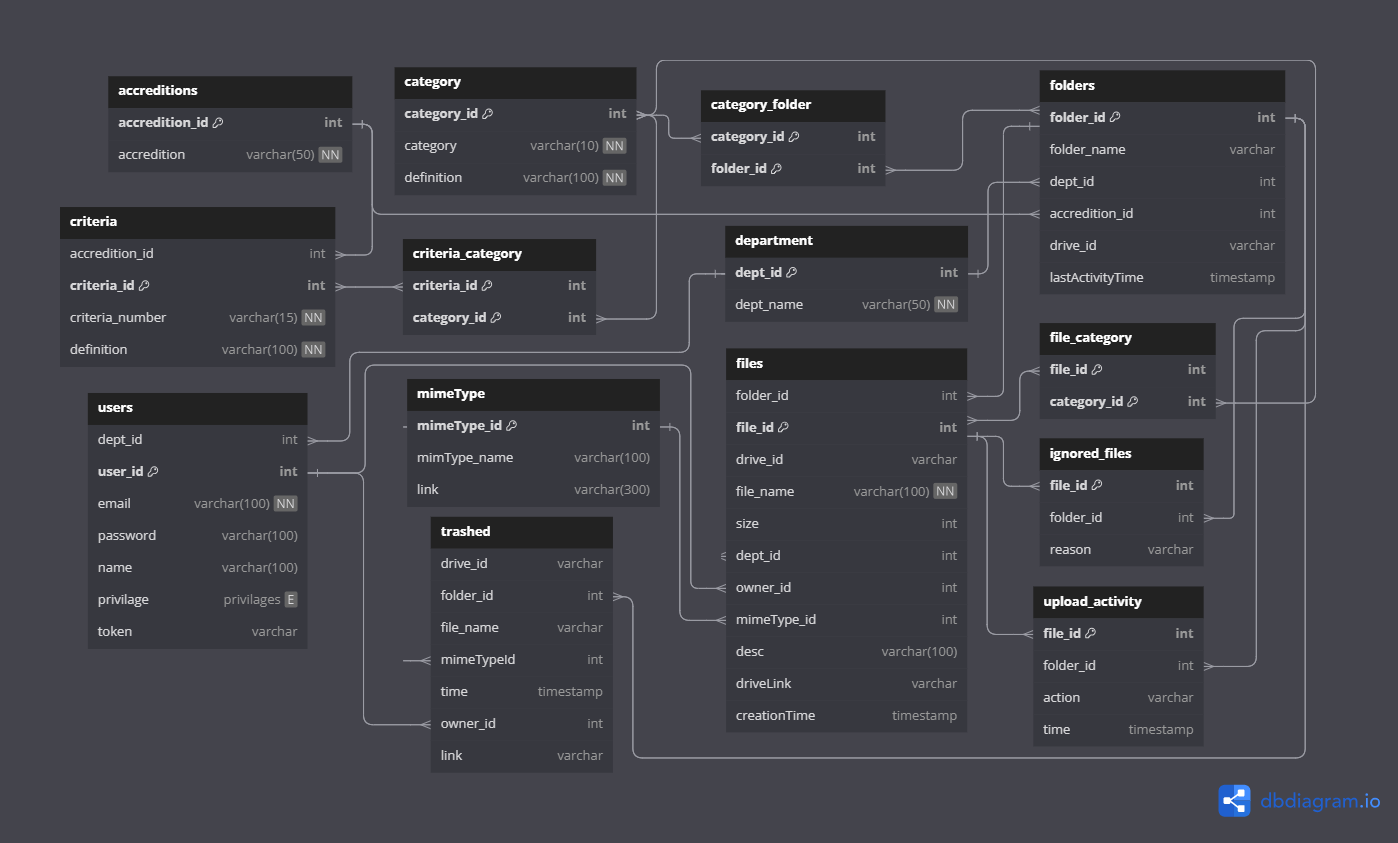 accreditions
accredition_id int
accredition varchar(50) NN
category
category_id int
category varchar(10) NN
definition varchar(100) NN
category_folder
category_id int
folder_id int
folders
folder_id int
folder_name varchar
dept_id int
accredition_id int
drive_id varchar
lastActivityTime timestamp
criteria
accredition_id int
criteria_id int
criteria_number varchar(15) NN
definition varchar(100) NN
criteria_category
criteria_id int
category_id int
department
dept_id int
dept_name varchar(50) NN
file_category
file_id int
category_id int
users
dept_id int
user_id int
email varchar(100) NN
password varchar(100)
name varchar(100)
privilage privilages E
token varchar
mimeType
mimeType_id int
mimType_name varchar(100)
link varchar(300)
files
folder_id int
file_id int
drive_id varchar
file_name varchar(100) NN
size int
dept_id int
owner_id int
mimeType_id int
desc varchar(100)
driveLink varchar
creationTime timestamp
ignored_files
file_id int
folder_id int
reason varchar
trashed
drive_id varchar
folder_id int
file_name varchar
mimeTypeId int
time timestamp
owner_id int
link varchar
upload_activity
file_id int
folder_id int
action varchar
time timestamp
dbdiagram.io